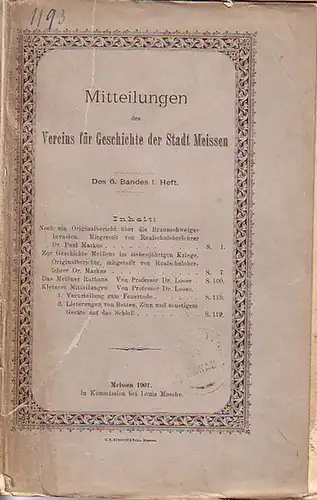 1193
Mitteilungen
des
Vereins für Geschichte der Stadt Meissen
Des 6. Bandes 1. Heft.
Inhalt:
Noch ein Originalbericht über die Braunschweiger
Invasion. Mitgeteilt von Realschuloberlehrer
Dr. Paul Markus . . . . . . . . . S. 1.
Zur Geschichte Meißens im siebenjährigen Kriege.
Originalberichte, mitgeteilt von Realschulober-
lehrer Dr. Markus . . . . . . . . S. 7.
Das Meißner Rathaus. Von Professor Dr. Loose . S. 100.
Kleinere Mitteilungen. Von Professor Dr. Loose.
1. Verurteilung zum Feuertode . . . . . S. 118.
2. Lieferungen von Betten, Zinn und sonstigem
Geräte auf das Schloß . . . . . . S. 119.
Meissen 1901.
In Kommission bei Louis Mosche.